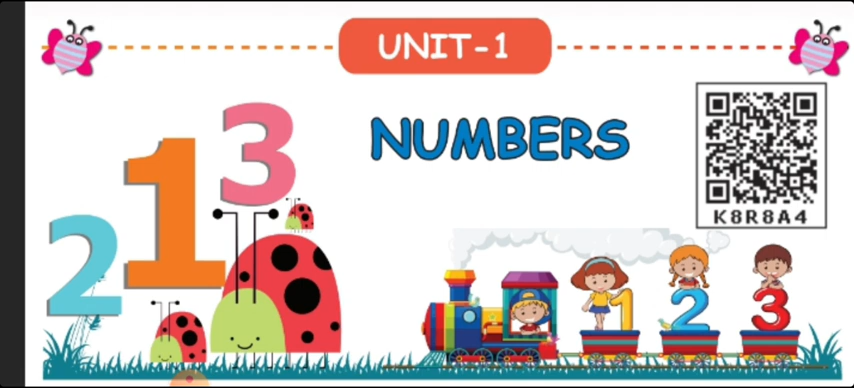 UNIT-1
NUMBERS
K8R8A4
2 1 3
1 2 3